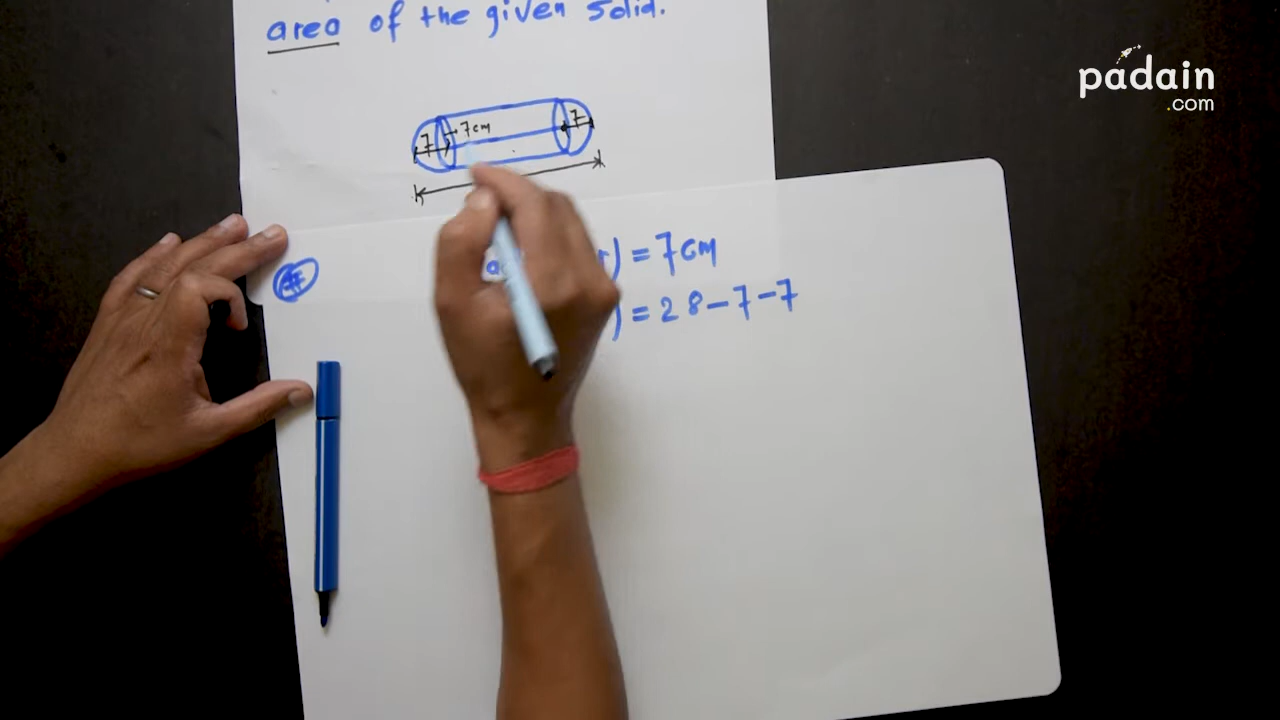 area of the given solid.
7 7cm 7
r) = 7cm
) = 28-7-7
padain
.com